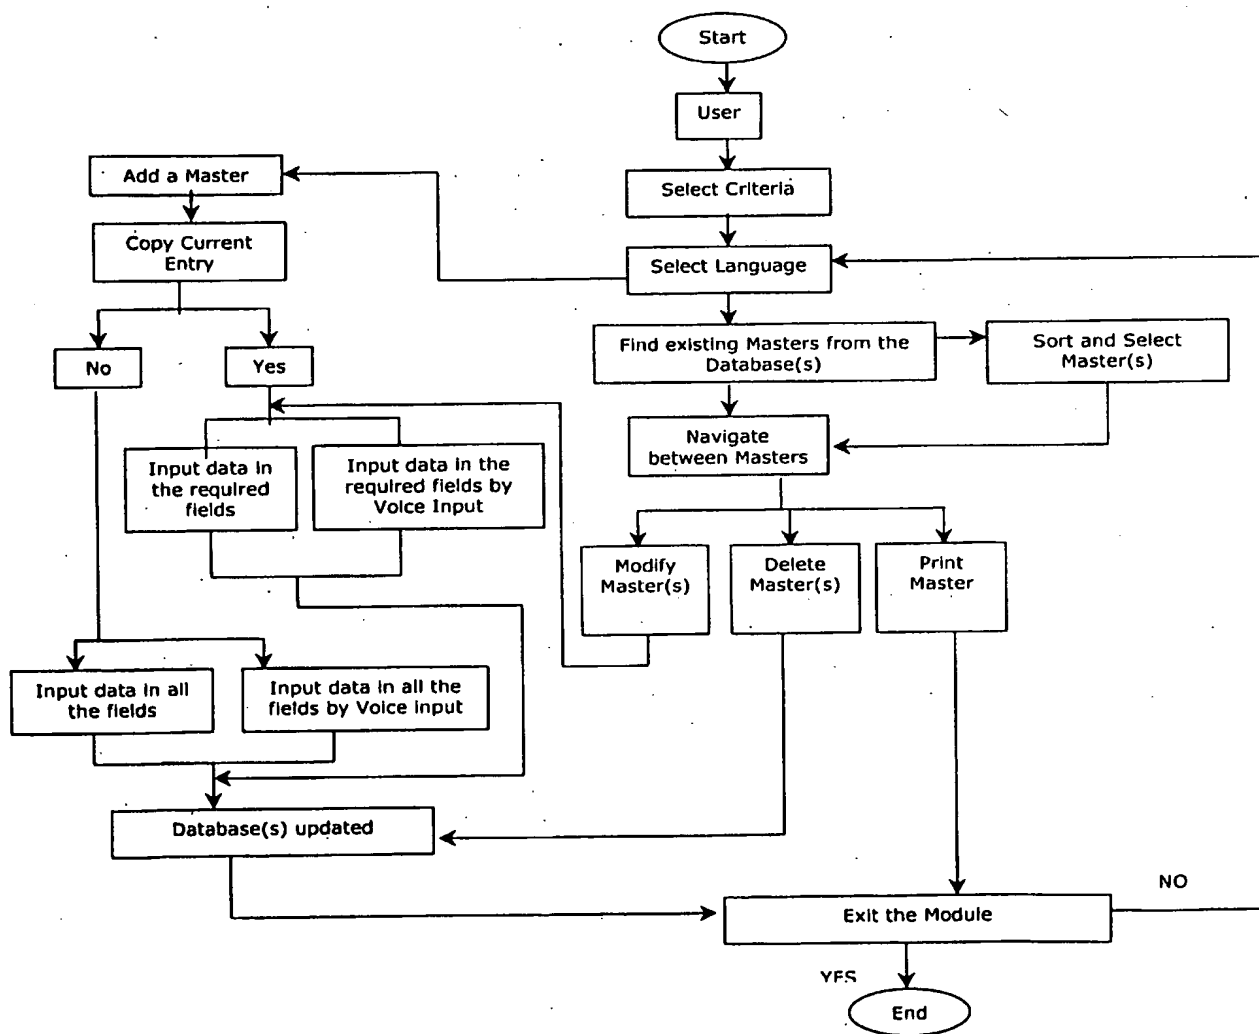 Start
User
Select Criteria
Select Language
Add a Master
Copy Current
Entry
No
Yes
Find existing Masters from the
Database(s)
Sort and Select
Master(s)
Navigate
between Masters
Input data in
the required
fields
Input data in the
required fields by
Voice Input
Modify
Master(s)
Delete
Master(s)
Print
Master
Input data in all
the fields
Input data in all the
fields by Voice input
Database(s) updated
Exit the Module
NO
YES
End